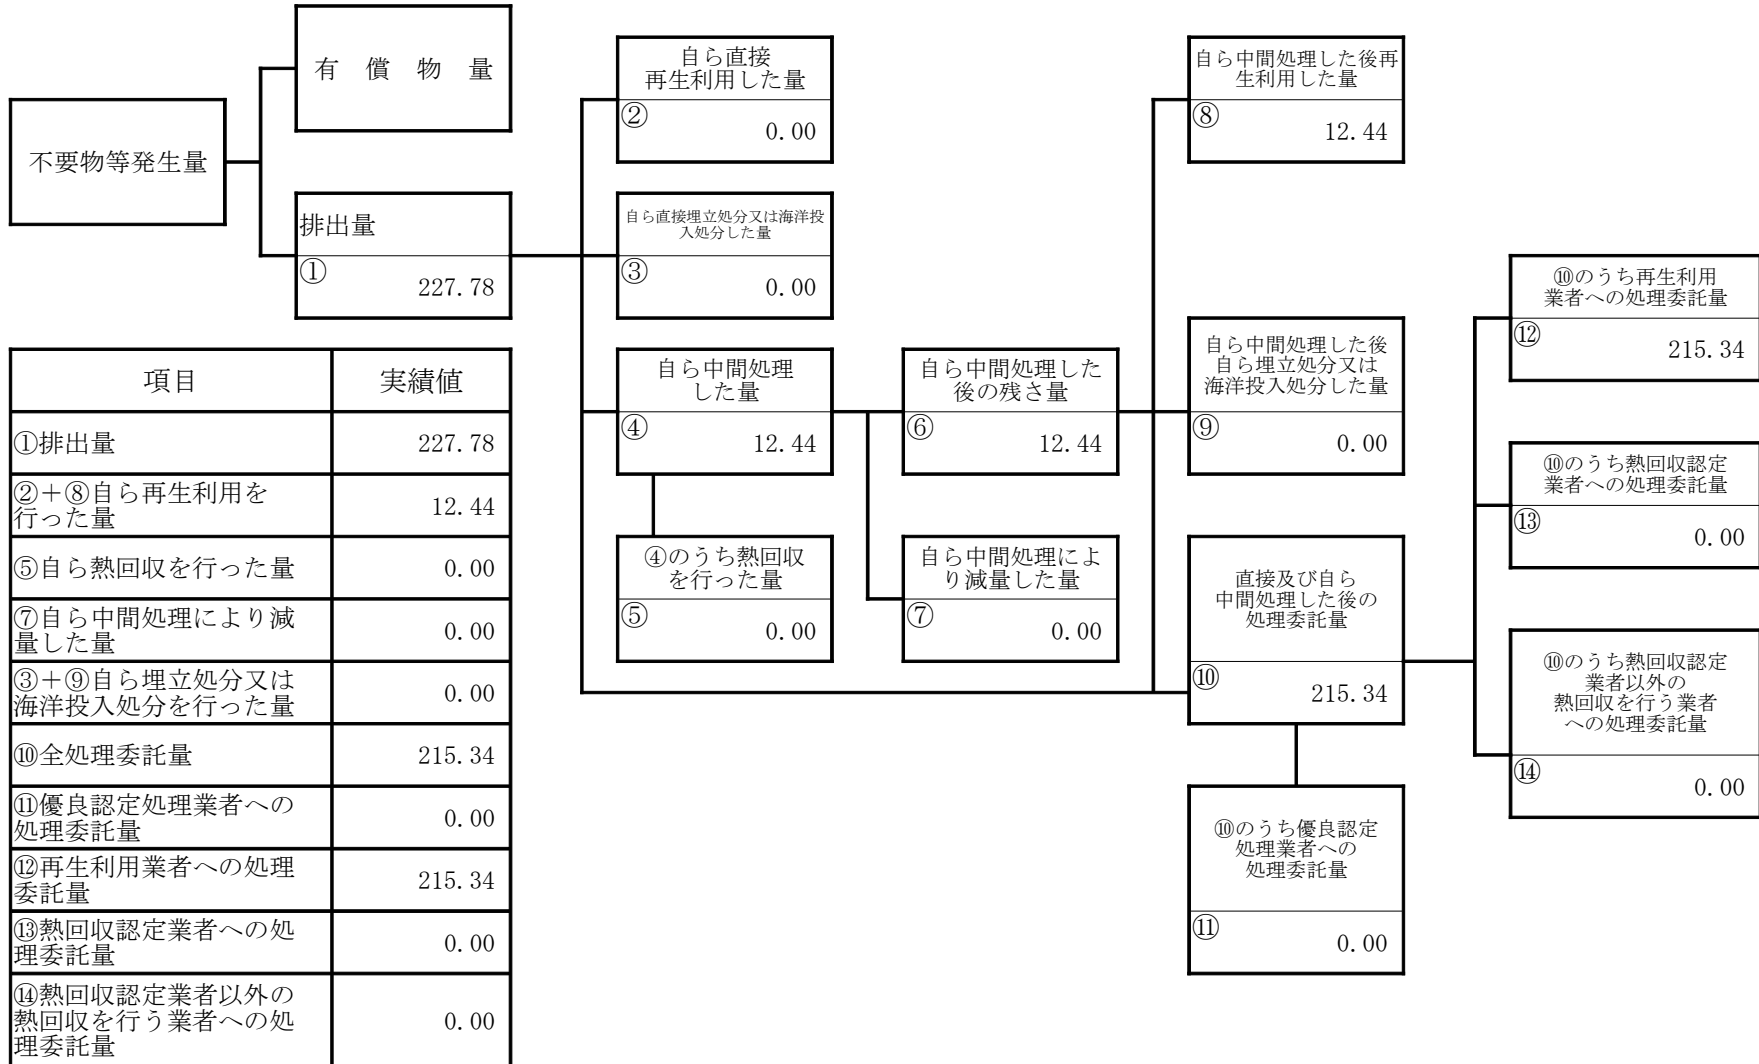 有　償　物　量
不要物等発生量
排出量
①
227.78
自ら直接
再生利用した量
②
0.00
自ら直接埋立処分又は海洋投
入処分した量
③
0.00
自ら中間処理
した量
④
12.44
④のうち熱回収
を行った量
⑤
0.00
自ら中間処理した
後の残さ量
⑥
12.44
自ら中間処理によ
り減量した量
⑦
0.00
自ら中間処理した後再
生利用した量
⑧
12.44
自ら中間処理した後
自ら埋立処分又は
海洋投入処分した量
⑨
0.00
直接及び自ら
中間処理した後の
処理委託量
⑩
215.34
⑩のうち優良認定
処理業者への
処理委託量
⑪
0.00
⑩のうち再生利用
業者への処理委託量
⑫
215.34
⑩のうち熱回収認定
業者への処理委託量
⑬
0.00
⑩のうち熱回収認定
業者以外の
熱回収を行う業者
への処理委託量
⑭
0.00
項目 実績値
①排出量 227.78
②＋⑧自ら再生利用を
行った量 12.44
⑤自ら熱回収を行った量 0.00
⑦自ら中間処理により減
量した量 0.00
③＋⑨自ら埋立処分又は
海洋投入処分を行った量 0.00
⑩全処理委託量 215.34
⑪優良認定処理業者への
処理委託量 0.00
⑫再生利用業者への処理
委託量 215.34
⑬熱回収認定業者への処
理委託量 0.00
⑭熱回収認定業者以外の
熱回収を行う業者への処
理委託量 0.00